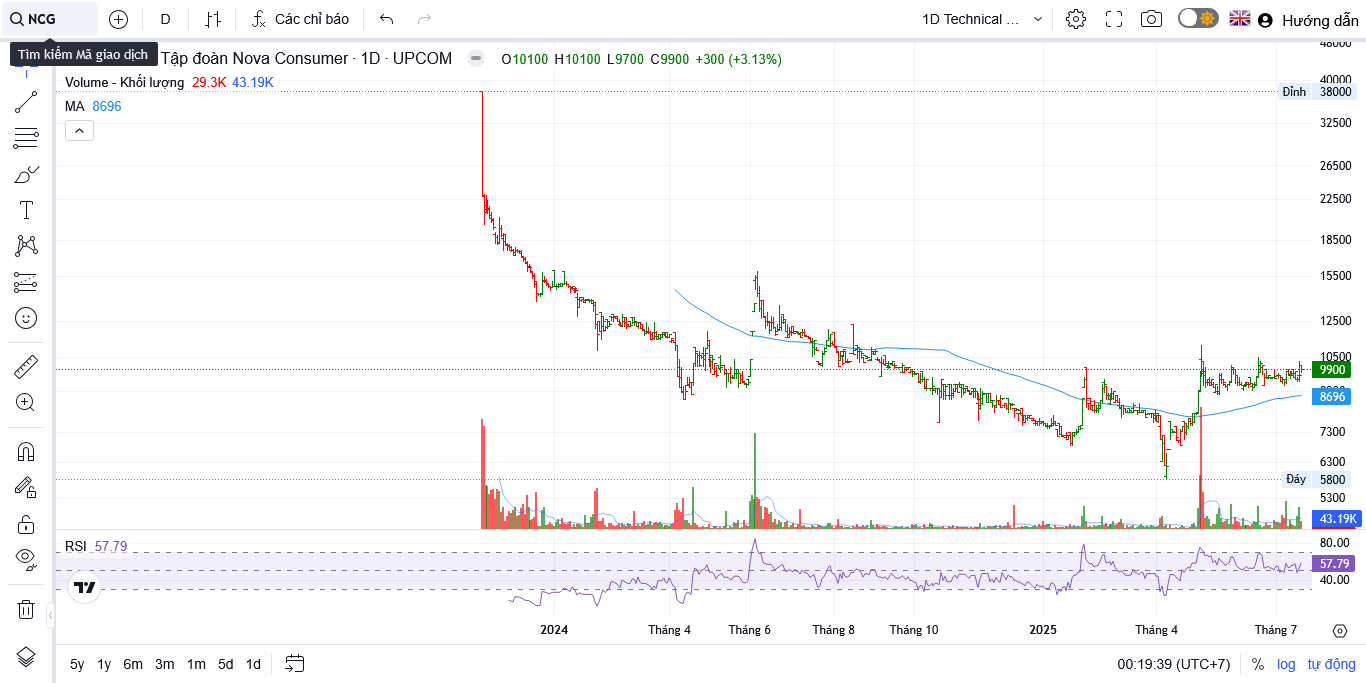 NCG
D
Các chỉ báo
1D Technical ...
Hướng dẫn
Tìm kiếm Mã giao dịch
Tập đoàn Nova Consumer · 1D · UPCOM
O10100 H10100 L9700 C9900 +300 (+3.13%)
Volume - Khối lượng 29.3K 43.19K
MA 8696
48000
40000
Đỉnh 38000
32500
26500
22500
18500
15500
12500
10500
9900
8696
7300
6300
Đáy 5800
5300
43.19K
RSI 57.79
80.00
57.79
40.00
2024
Tháng 4
Tháng 6
Tháng 8
Tháng 10
2025
Tháng 4
Tháng 7
5y 1y 6m 3m 1m 5d 1d
00:19:39 (UTC+7)
% log tự động